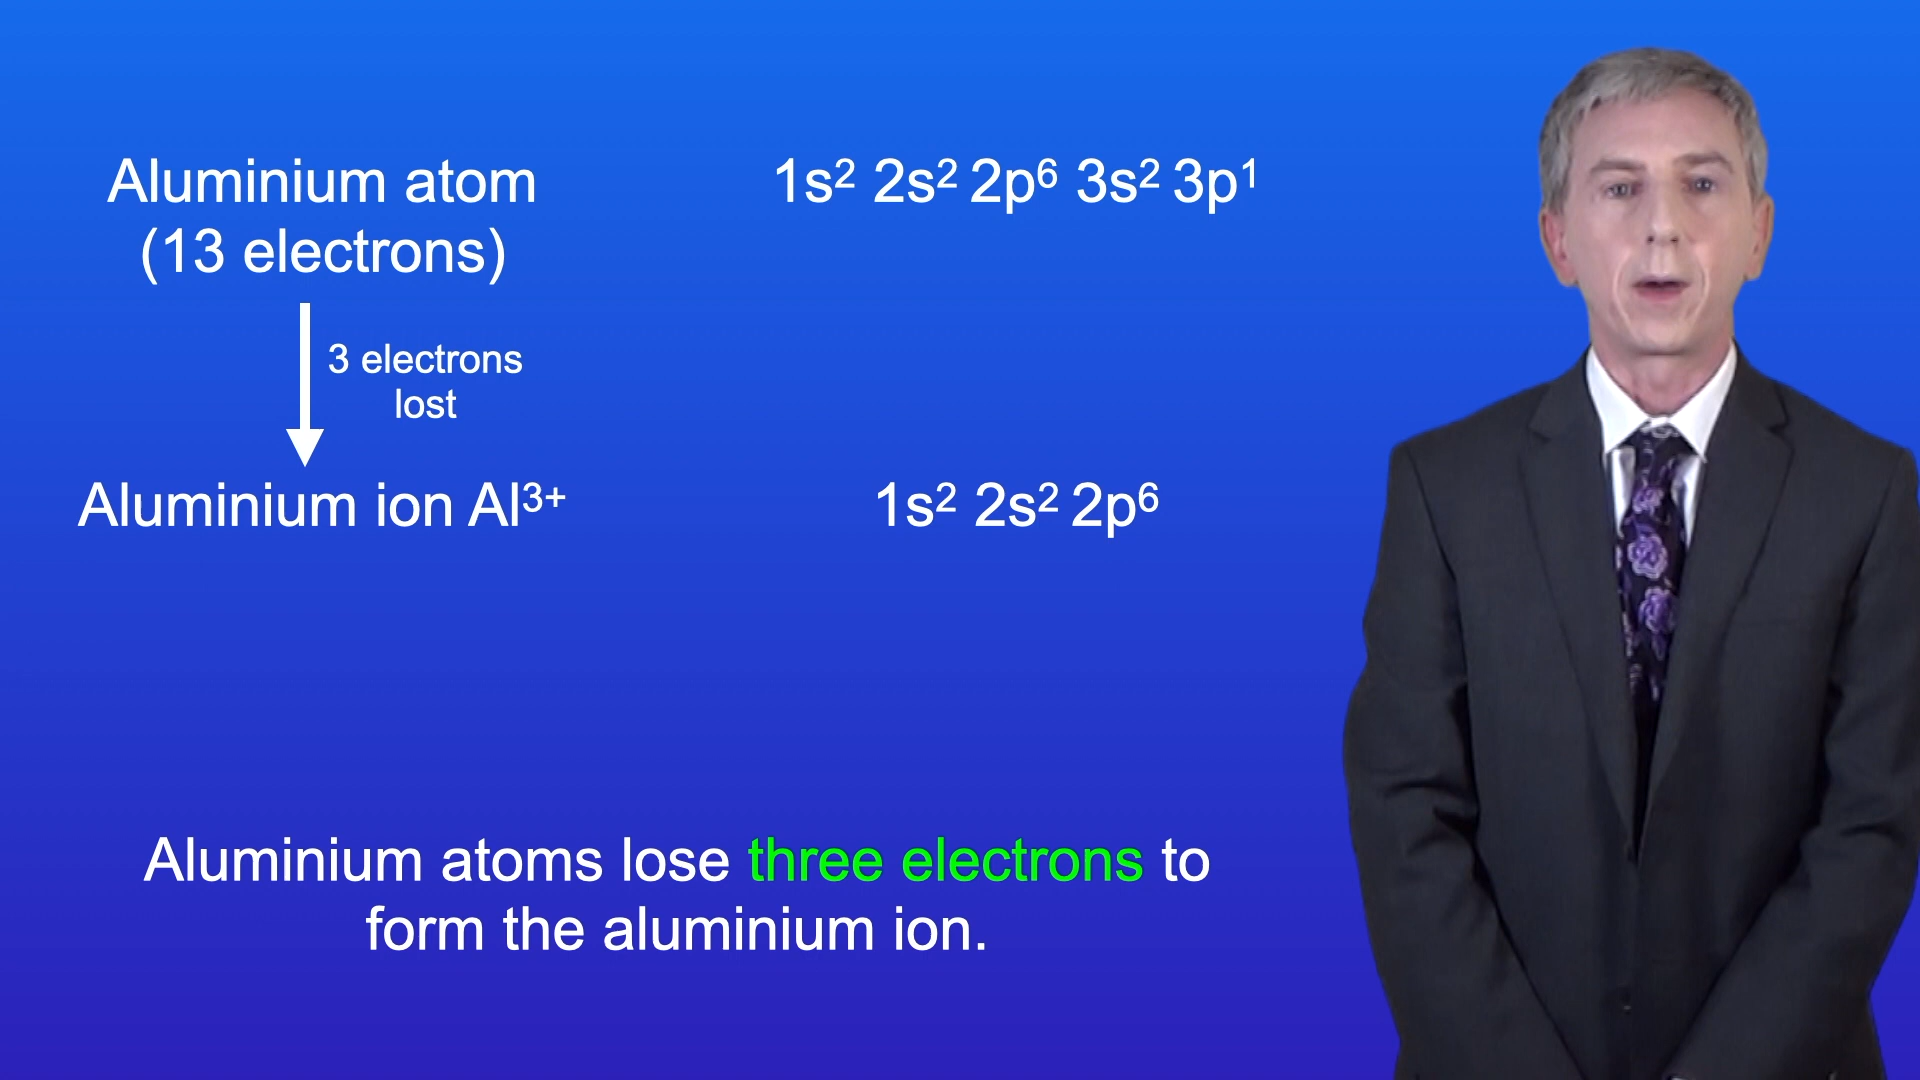 Aluminium atom
(13 electrons)
1s² 2s² 2p⁶ 3s² 3p¹
3 electrons
lost
Aluminium ion Al³⁺
1s² 2s² 2p⁶
Aluminium atoms lose three electrons to
form the aluminium ion.